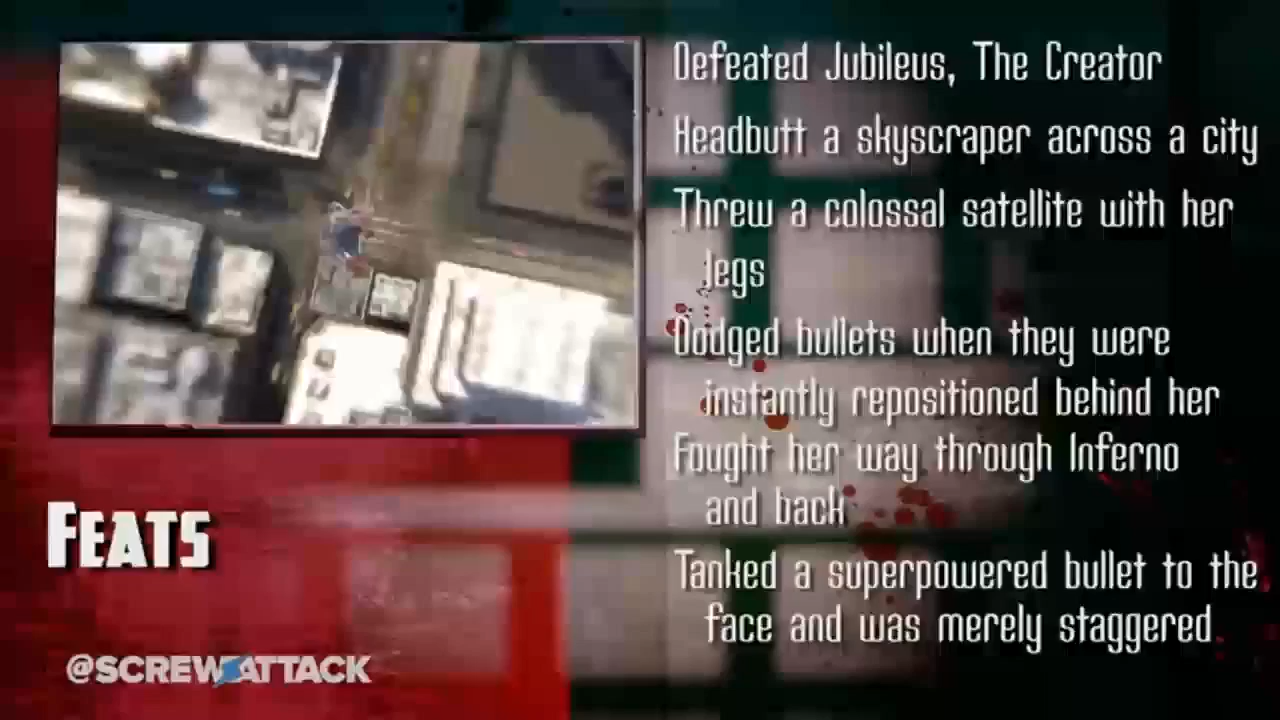 Defeated Jubileus, The Creator
Headbutt a skyscraper across a city
Threw a colossal satellite with her
legs
Dodged bullets when they were
instantly repositioned behind her
Fought her way through Inferno
and back
Tanked a superpowered bullet to the
face and was merely staggered
FEATS
@SCREWATTACK